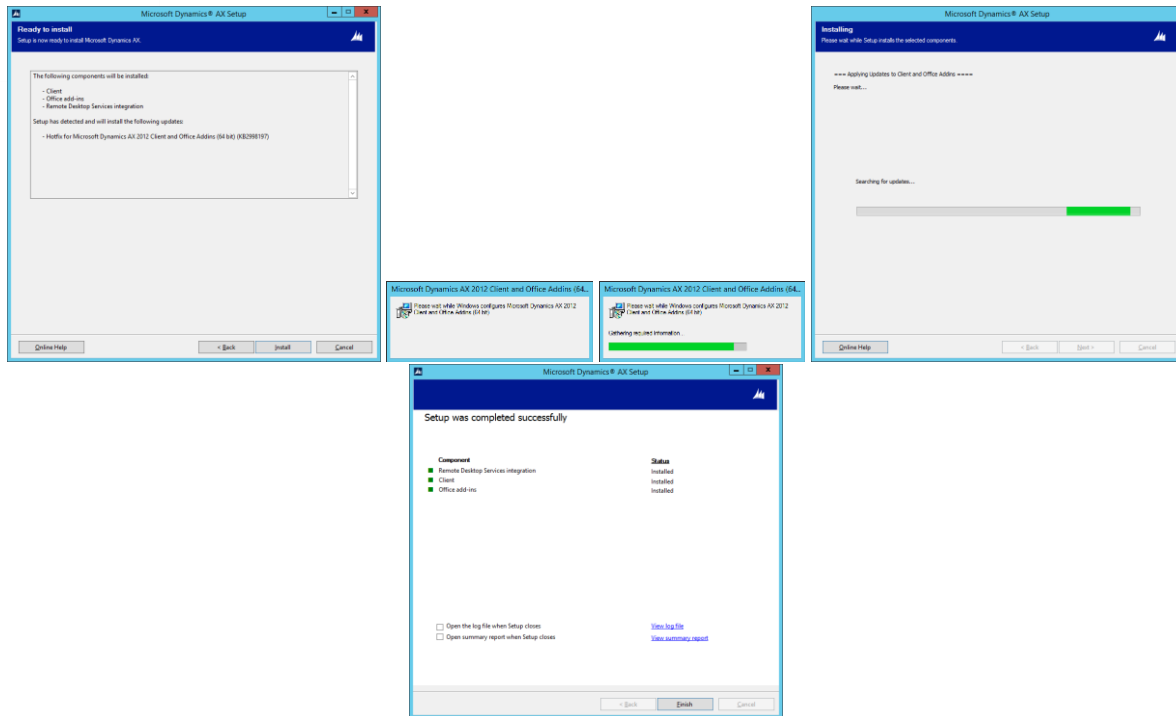 Microsoft Dynamics® AX Setup
Ready to install
Setup is now ready to install Microsoft Dynamics AX.
The following components will be installed:
- Client
- Office add-ins
- Remote Desktop Services integration
Setup has detected and will install the following updates:
- Hotfix for Microsoft Dynamics AX 2012 Client and Office Addins (64 bit) (KB2998197)
Online Help
< Back
Install
Cancel
Microsoft Dynamics AX 2012 Client and Office Addins (64...
Please wait while Windows configures Microsoft Dynamics AX 2012
Client and Office Addins (64 bit)
Microsoft Dynamics AX 2012 Client and Office Addins (64...
Please wait while Windows configures Microsoft Dynamics AX 2012
Client and Office Addins (64 bit)
Gathering required information...
Microsoft Dynamics® AX Setup
Installing
Please wait while Setup installs the selected components.
=== Applying Updates to Client and Office Addins ====
Please wait...
Searching for updates...
Online Help
< Back
Next >
Cancel
Microsoft Dynamics® AX Setup
Setup was completed successfully
Component Status
Remote Desktop Services integration Installed
Client Installed
Office add-ins Installed
Open the log file when Setup closes View log file
Open summary report when Setup closes View summary report
< Back
Finish
Cancel